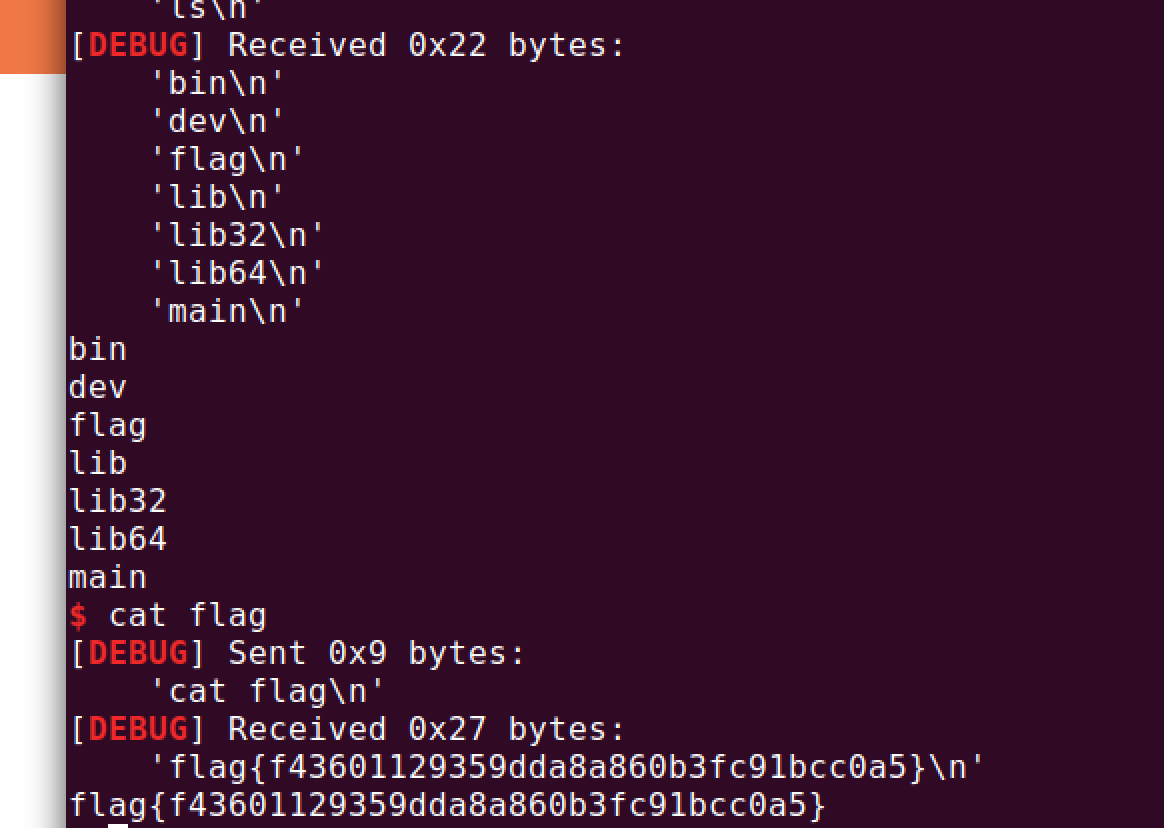 'ls\n'
[DEBUG] Received 0x22 bytes:
'bin\n'
'dev\n'
'flag\n'
'lib\n'
'lib32\n'
'lib64\n'
'main\n'
bin
dev
flag
lib
lib32
lib64
main
$ cat flag
[DEBUG] Sent 0x9 bytes:
'cat flag\n'
[DEBUG] Received 0x27 bytes:
'flag{f43601129359dda8a860b3fc91bcc0a5}\n'
flag{f43601129359dda8a860b3fc91bcc0a5}